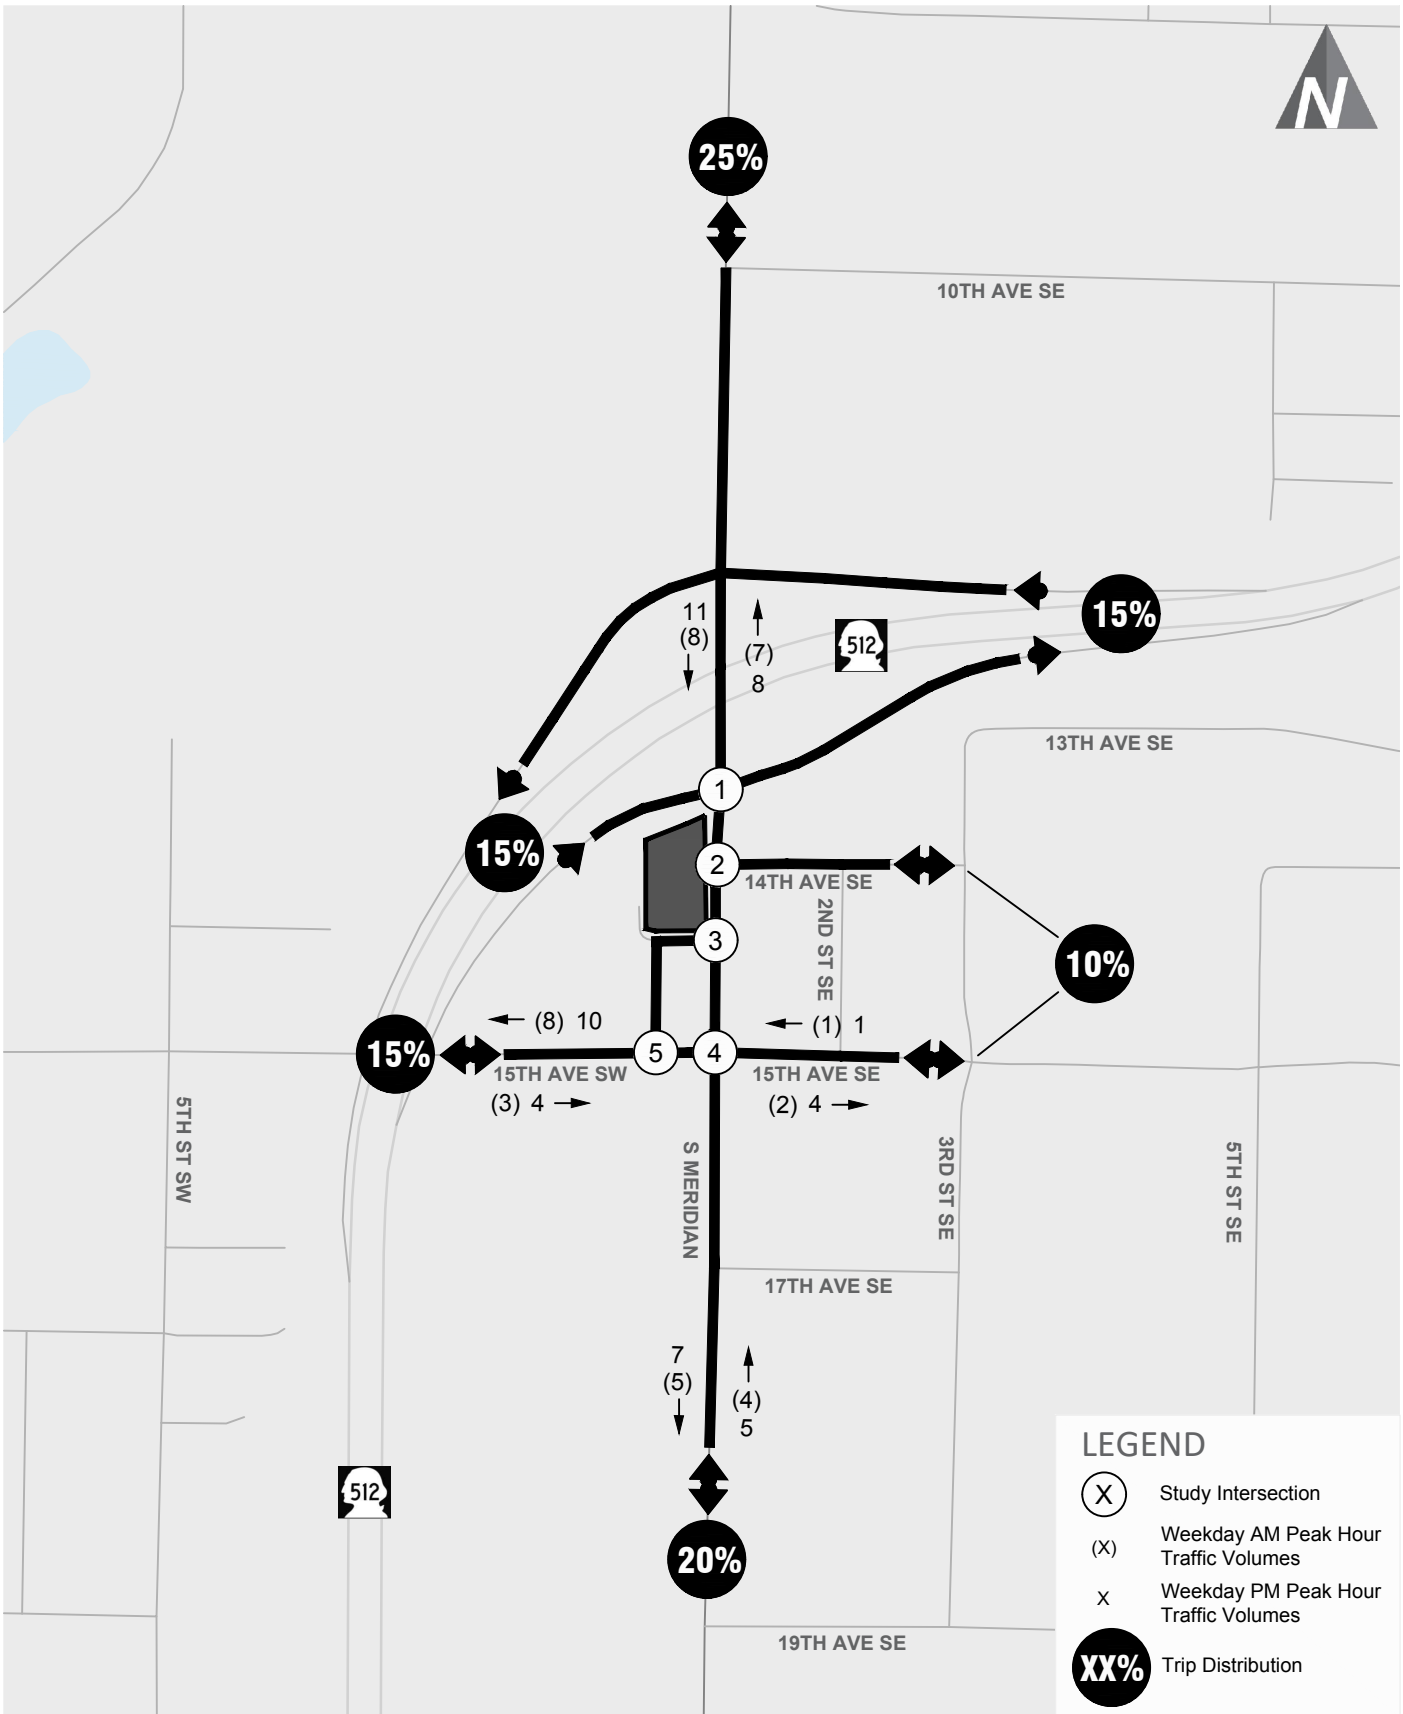 N
25%
10TH AVE SE
11
(8)
(7)
8
512
15%
13TH AVE SE
1
15%
2
14TH AVE SE
2ND ST SE
3
10%
(8) 10
(1) 1
15%
5
4
15TH AVE SW
15TH AVE SE
(3) 4
(2) 4
5TH ST SW
S MERIDIAN
3RD ST SE
5TH ST SE
17TH AVE SE
7
(5)
(4)
5
512
20%
19TH AVE SE
LEGEND
X Study Intersection
(X) Weekday AM Peak Hour
Traffic Volumes
X Weekday PM Peak Hour
Traffic Volumes
XX% Trip Distribution